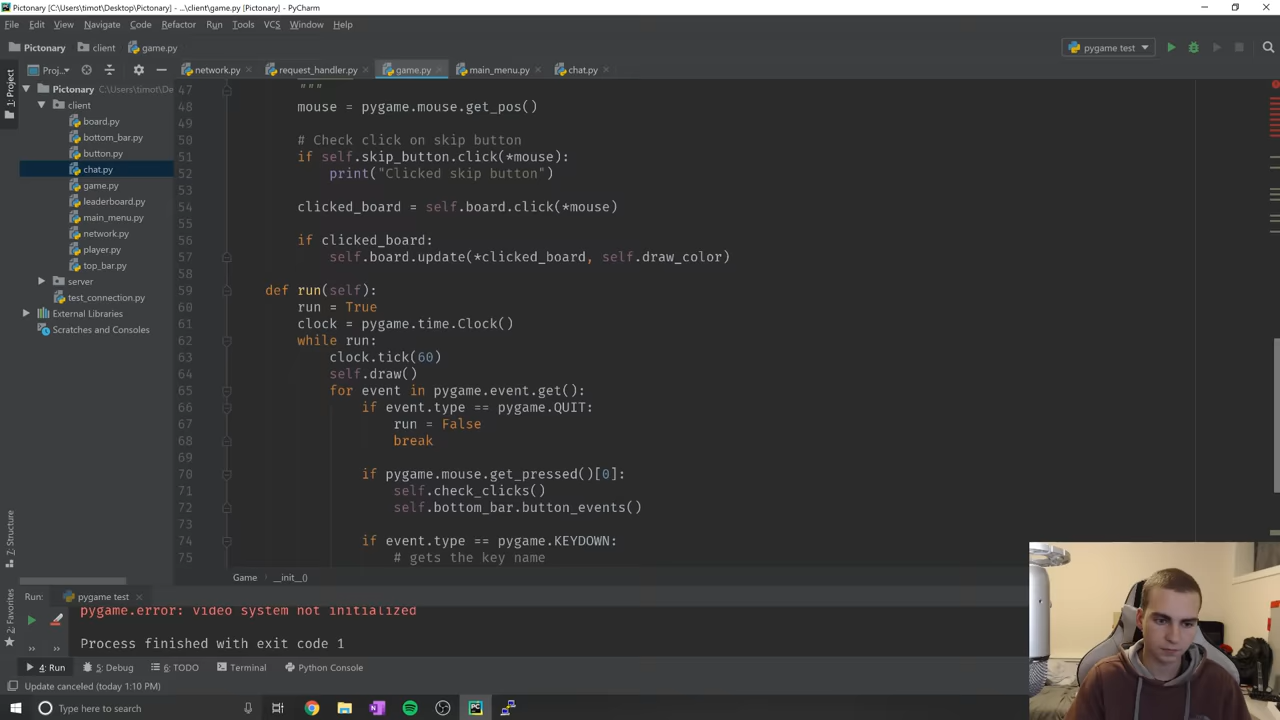 Pictonary [C:\Users\timot\Desktop\Pictonary] - ...\client\game.py [Pictonary] - PyCharm
File Edit View Navigate Code Refactor Run Tools VCS Window Help
Pictonary client game.py pygame test
1: Project Proj... network.py request_handler.py game.py main_menu.py chat.py
Pictonary C:\Users\timot\Des
client
board.py
bottom_bar.py
button.py
chat.py
game.py
leaderboard.py
main_menu.py
network.py
player.py
top_bar.py
server
test_connection.py
External Libraries
Scratches and Consoles
47 """
48 mouse = pygame.mouse.get_pos()
49
50 # Check click on skip button
51 if self.skip_button.click(*mouse):
52 print("Clicked skip button")
53
54 clicked_board = self.board.click(*mouse)
55
56 if clicked_board:
57 self.board.update(*clicked_board, self.draw_color)
58
59 def run(self):
60 run = True
61 clock = pygame.time.Clock()
62 while run:
63 clock.tick(60)
64 self.draw()
65 for event in pygame.event.get():
66 if event.type == pygame.QUIT:
67 run = False
68 break
69
70 if pygame.mouse.get_pressed()[0]:
71 self.check_clicks()
72 self.bottom_bar.button_events()
73
74 if event.type == pygame.KEYDOWN:
75 # gets the key name
Game __init__()
7: Structure
2: Favorites
Run: pygame test
pygame.error: video system not initialized
Process finished with exit code 1
4: Run 5: Debug 6: TODO Terminal Python Console
Update canceled (today 1:10 PM)
Type here to search